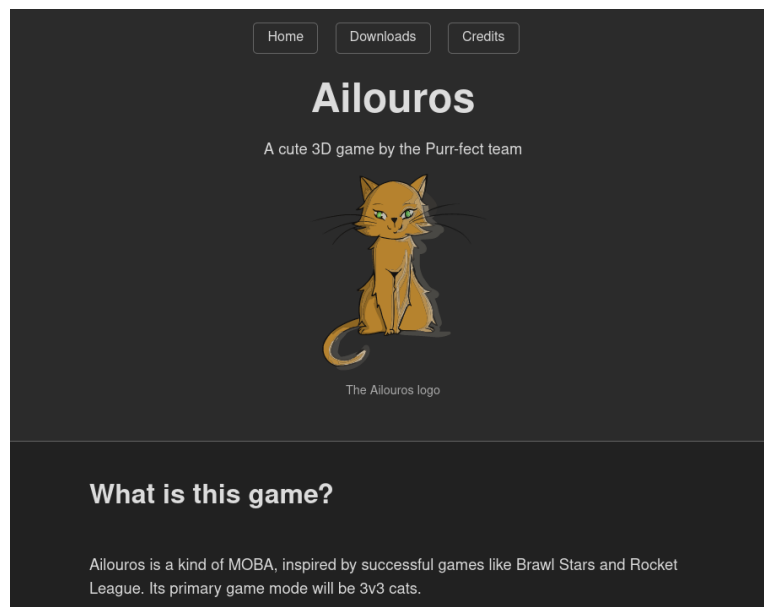 Home Downloads Credits
Ailouros
A cute 3D game by the Purr-fect team
The Ailouros logo
What is this game?
Ailouros is a kind of MOBA, inspired by successful games like Brawl Stars and Rocket
League. Its primary game mode will be 3v3 cats.